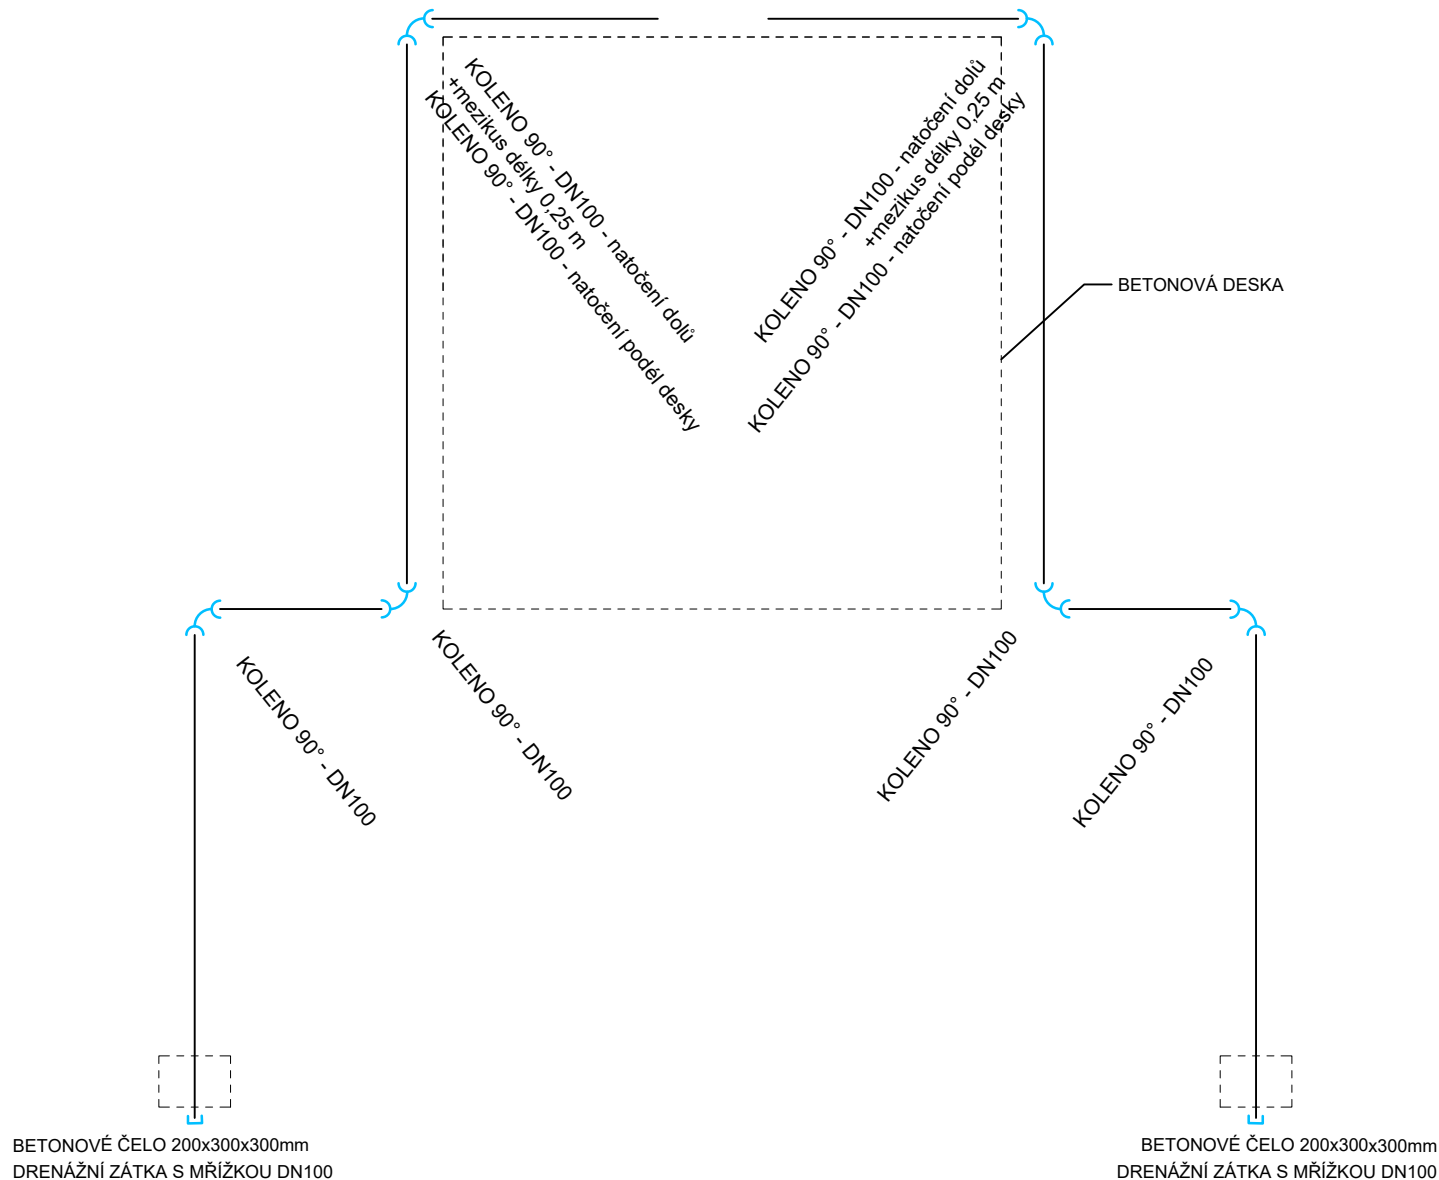 KOLENO 90° - DN100 - natočení dolů
+mezikus délky 0,25 m
KOLENO 90° - DN100 - natočení podél desky
KOLENO 90° - DN100 - natočení dolů
+mezikus délky 0,25 m
KOLENO 90° - DN100 - natočení podél desky
BETONOVÁ DESKA
KOLENO 90° - DN100
KOLENO 90° - DN100
KOLENO 90° - DN100
KOLENO 90° - DN100
BETONOVÉ ČELO 200x300x300mm
DRENÁŽNÍ ZÁTKA S MŘÍŽKOU DN100
BETONOVÉ ČELO 200x300x300mm
DRENÁŽNÍ ZÁTKA S MŘÍŽKOU DN100